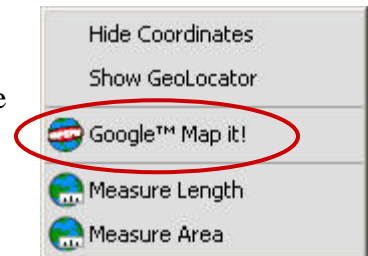 Hide Coordinates
Show GeoLocator
e
Google™ Map it!
Measure Length
Measure Area